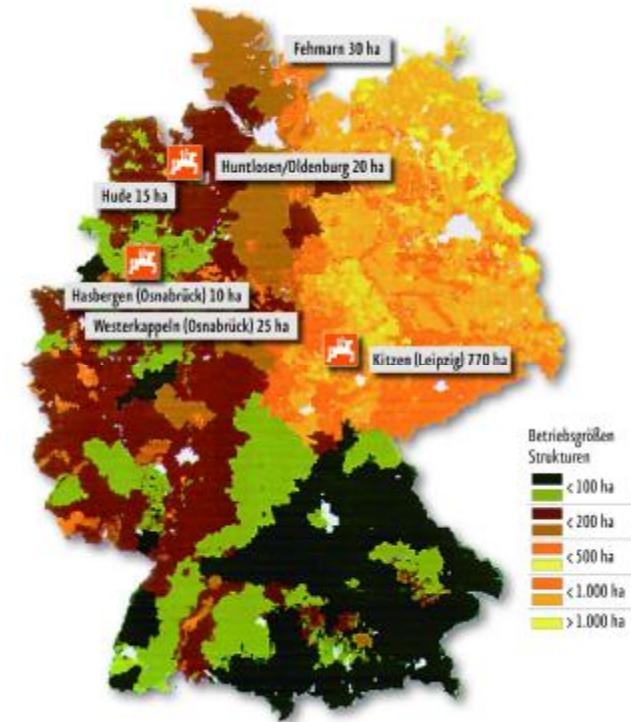 Fehmarn 30 ha
Huntlosen/Oldenburg 20 ha
Hude 15 ha
Hasbergen (Osnabrück) 10 ha
Westerkappeln (Osnabrück) 25 ha
Kitzen (Leipzig) 770 ha
Betriebsgrößen
Strukturen
< 100 ha
< 200 ha
< 500 ha
< 1.000 ha
> 1.000 ha